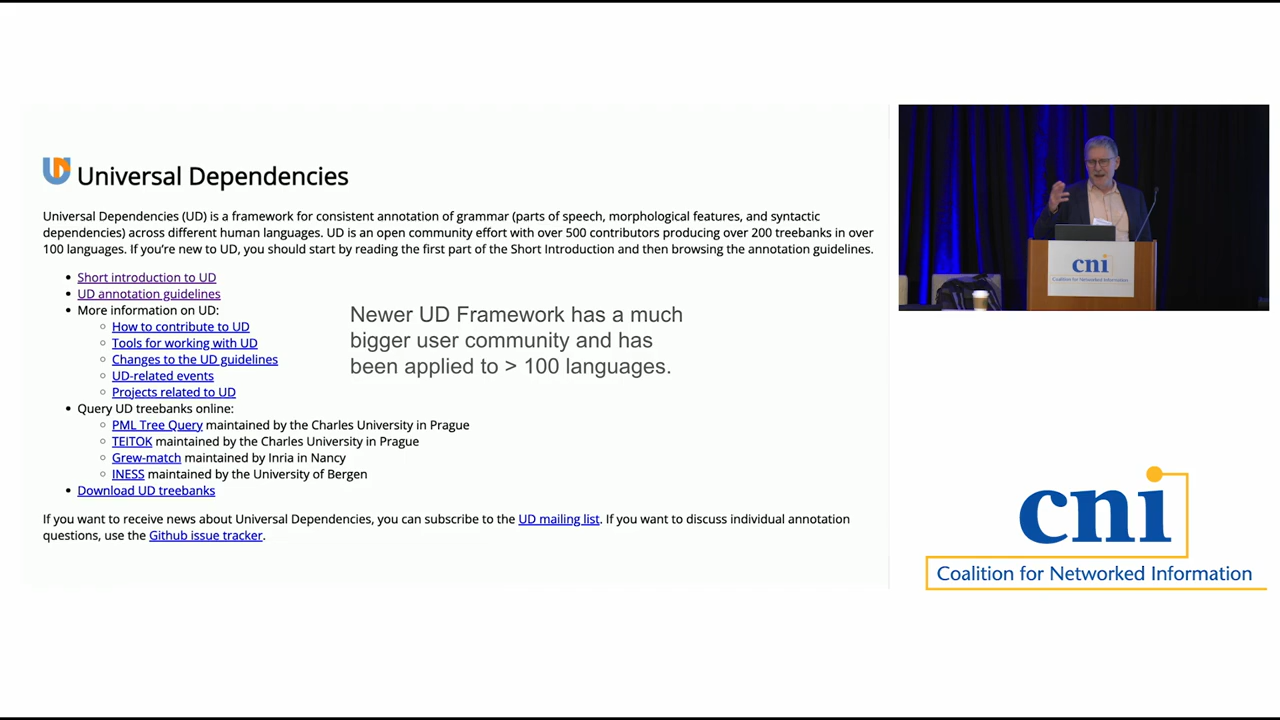 Universal Dependencies
Universal Dependencies (UD) is a framework for consistent annotation of grammar (parts of speech, morphological features, and syntactic
dependencies) across different human languages. UD is an open community effort with over 500 contributors producing over 200 treebanks in over
100 languages. If you're new to UD, you should start by reading the first part of the Short Introduction and then browsing the annotation guidelines.
Short introduction to UD
UD annotation guidelines
More information on UD:
How to contribute to UD
Tools for working with UD
Changes to the UD guidelines
UD-related events
Projects related to UD
Query UD treebanks online:
PML Tree Query maintained by the Charles University in Prague
TEITOK maintained by the Charles University in Prague
Grew-match maintained by Inria in Nancy
INESS maintained by the University of Bergen
Download UD treebanks
If you want to receive news about Universal Dependencies, you can subscribe to the UD mailing list. If you want to discuss individual annotation
questions, use the Github issue tracker.
Newer UD Framework has a much
bigger user community and has
been applied to > 100 languages.
cni
Coalition for Networked Information
cni
Coalition for Networked Information